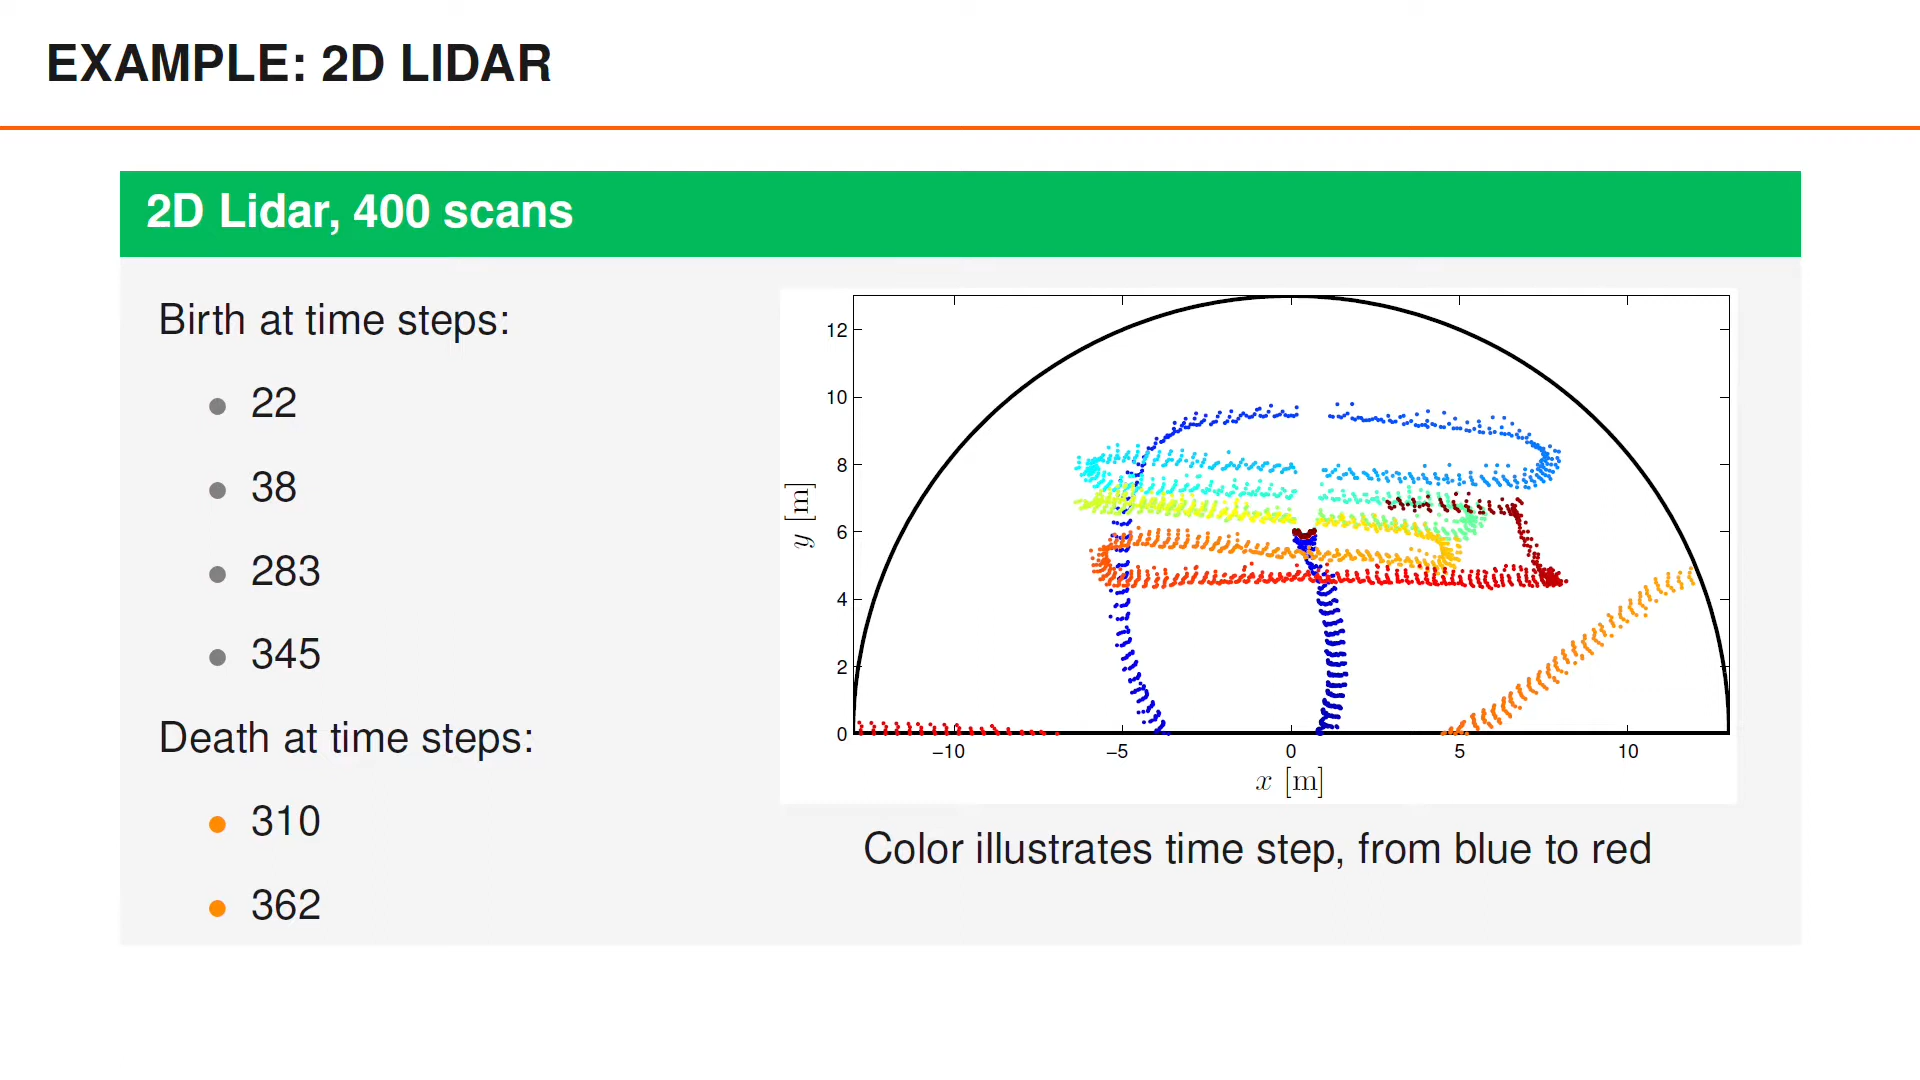 EXAMPLE: 2D LIDAR
2D Lidar, 400 scans
Birth at time steps:
22
38
283
345
Death at time steps:
310
362
12
10
8
6
4
2
0
y [m]
−10 −5 0 5 10
x [m]
Color illustrates time step, from blue to red